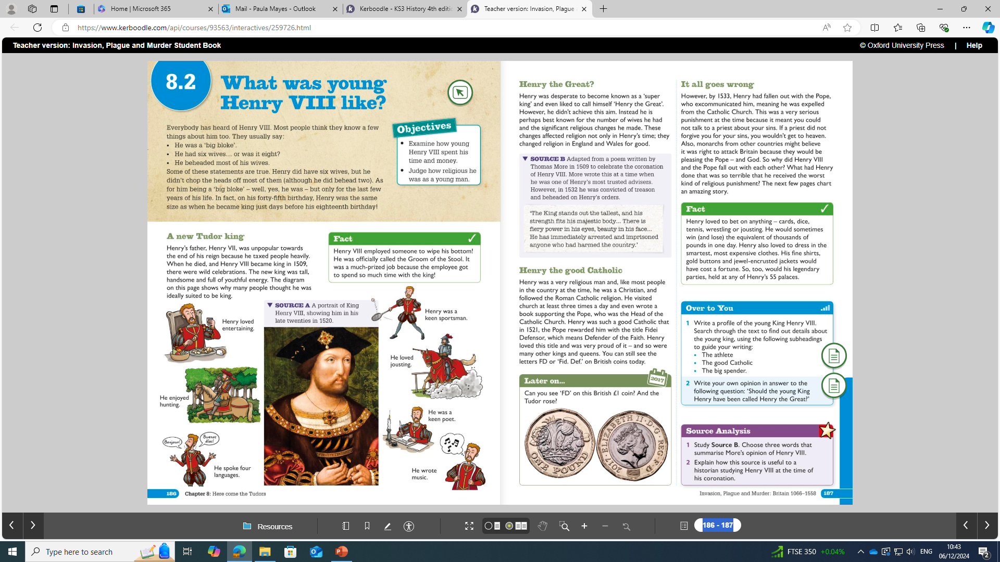 Home | Microsoft 365
Mail - Paula Mayes - Outlook
Kerboodle - KS3 History 4th editi
Teacher version: Invasion, Plague
https://www.kerboodle.com/api/courses/93563/interactives/259726.html
Teacher version: Invasion, Plague and Murder Student Book
© Oxford University Press | Help
8.2
What was young
Henry VIII like?
Everybody has heard of Henry VIII. Most people think they know a few
things about him too. They usually say:
• He was a ‘big bloke’.
• He had six wives… or was it eight?
• He beheaded most of his wives.
Some of these statements are true. Henry did have six wives, but he
didn’t chop the heads off most of them (although he did behead two). As
for him being a ‘big bloke’ – well, yes, he was – but only for the last few
years of his life. In fact, on his forty-fifth birthday, Henry was the same
size as when he became king just days before his eighteenth birthday!
Objectives
• Examine how young
Henry VIII spent his
time and money.
• Judge how religious he
was as a young man.
A new Tudor king
Henry’s father, Henry VII, was unpopular towards
the end of his reign because he taxed people heavily.
When he died, and Henry VIII became king in 1509,
there were wild celebrations. The new king was tall,
handsome and full of youthful energy. The diagram
on this page shows why many people thought he was
ideally suited to be king.
Fact
Henry VIII employed someone to wipe his bottom!
He was officially called the Groom of the Stool. It
was a much-prized job because the employee got
to spend so much time with the king!
Henry loved
entertaining.
He enjoyed
hunting.
Bonjour!
Buenos
días!
He spoke four
languages.
▼ SOURCE A A portrait of King
Henry VIII, showing him in his
late twenties in 1520.
Henry was a
keen sportsman.
He loved
jousting.
He was a
keen poet.
He wrote
music.
186 Chapter 8: Here come the Tudors
Henry the Great?
Henry was desperate to become known as a ‘super
king’ and even liked to call himself ‘Henry the Great’.
However, he didn’t achieve this aim. Instead he is
perhaps best known for the number of wives he had
and the significant religious changes he made. These
changes affected religion not only in Henry’s time; they
changed religion in England and Wales for good.
▼ SOURCE B Adapted from a poem written by
Thomas More in 1509 to celebrate the coronation
of Henry VIII. More wrote this at a time when
he was one of Henry’s most trusted advisers.
However, in 1532 he was convicted of treason
and beheaded on Henry’s orders.
‘The King stands out the tallest, and his
strength fits his majestic body... There is
fiery power in his eyes, beauty in his face...
He has immediately arrested and imprisoned
anyone who had harmed the country.’
Henry the good Catholic
Henry was a very religious man and, like most people
in the country at the time, he was a Christian, and
followed the Roman Catholic religion. He visited
church at least three times a day and even wrote a
book supporting the Pope, who was the Head of the
Catholic Church. Henry was such a good Catholic that
in 1521, the Pope rewarded him with the title Fidei
Defensor, which means Defender of the Faith. Henry
loved this title and was very proud of it – and so were
many other kings and queens. You can still see the
letters FD or ‘Fid. Def.’ on British coins today.
Later on...
2017
Can you see ‘FD’ on this British £1 coin? And the
Tudor rose?
ONE POUND
ELIZABETH II·D·G·REG·F·D·2017
It all goes wrong
However, by 1533, Henry had fallen out with the Pope,
who excommunicated him, meaning he was expelled
from the Catholic Church. This was a very serious
punishment at the time because it meant you could
not talk to a priest about your sins. If a priest did not
forgive you for your sins, you wouldn’t get to heaven.
Also, monarchs from other countries might believe
it was right to attack Britain because they would be
pleasing the Pope – and God. So why did Henry VIII
and the Pope fall out with each other? What had Henry
done that was so terrible that he received the worst
kind of religious punishment? The next few pages chart
an amazing story.
Fact
Henry loved to bet on anything – cards, dice,
tennis, wrestling or jousting. He would sometimes
win (and lose) the equivalent of thousands of
pounds in one day. Henry also loved to dress in the
smartest, most expensive clothes. His fine shirts,
gold buttons and jewel-encrusted jackets would
have cost a fortune. So, too, would his legendary
parties, held at any of Henry’s 55 palaces.
Over to You
1 Write a profile of the young King Henry VIII.
Search through the text to find out details about
the young king, using the following subheadings
to guide your writing:
• The athlete
• The good Catholic
• The big spender.
2 Write your own opinion in answer to the
following question: ‘Should the young King
Henry have been called Henry the Great?’
Source Analysis
1 Study Source B. Choose three words that
summarise More’s opinion of Henry VIII.
2 Explain how this source is useful to a
historian studying Henry VIII at the time of
his coronation.
Invasion, Plague and Murder: Britain 1066–1558 187
Resources
186 - 187
Type here to search
FTSE 350 +0.04%
ENG
10:43
06/12/2024
2